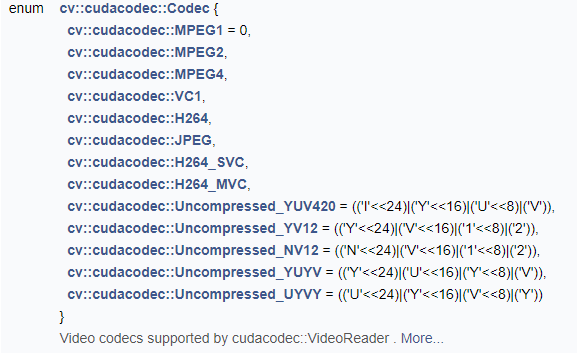 enum cv::cudacodec::Codec {
cv::cudacodec::MPEG1 = 0,
cv::cudacodec::MPEG2,
cv::cudacodec::MPEG4,
cv::cudacodec::VC1,
cv::cudacodec::H264,
cv::cudacodec::JPEG,
cv::cudacodec::H264_SVC,
cv::cudacodec::H264_MVC,
cv::cudacodec::Uncompressed_YUV420 = (('I'<<24)|('Y'<<16)|('U'<<8)|('V')),
cv::cudacodec::Uncompressed_YV12 = (('Y'<<24)|('V'<<16)|('1'<<8)|('2')),
cv::cudacodec::Uncompressed_NV12 = (('N'<<24)|('V'<<16)|('1'<<8)|('2')),
cv::cudacodec::Uncompressed_YUYV = (('Y'<<24)|('U'<<16)|('Y'<<8)|('V')),
cv::cudacodec::Uncompressed_UYVY = (('U'<<24)|('Y'<<16)|('V'<<8)|('Y'))
}
Video codecs supported by cudacodec::VideoReader . More...